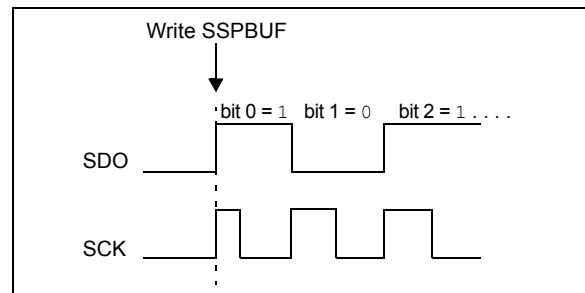 Write SSPBUF
bit 0 = 1 bit 1 = 0 bit 2 = 1 . . . .
SDO
SCK